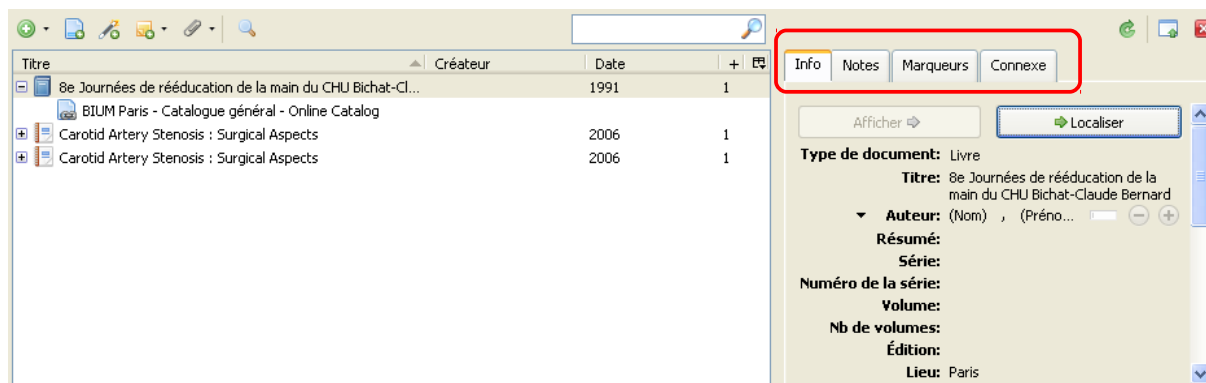 Titre Créateur Date +
8e Journées de rééducation de la main du CHU Bichat-Cl... 1991 1
BIUM Paris - Catalogue général - Online Catalog
Carotid Artery Stenosis : Surgical Aspects 2006 1
Carotid Artery Stenosis : Surgical Aspects 2006 1
Info Notes Marqueurs Connexe
Afficher Localiser
Type de document: Livre
Titre: 8e Journées de rééducation de la
main du CHU Bichat-Claude Bernard
Auteur: (Nom) , (Préno...
Résumé:
Série:
Numéro de la série:
Volume:
Nb de volumes:
Édition:
Lieu: Paris